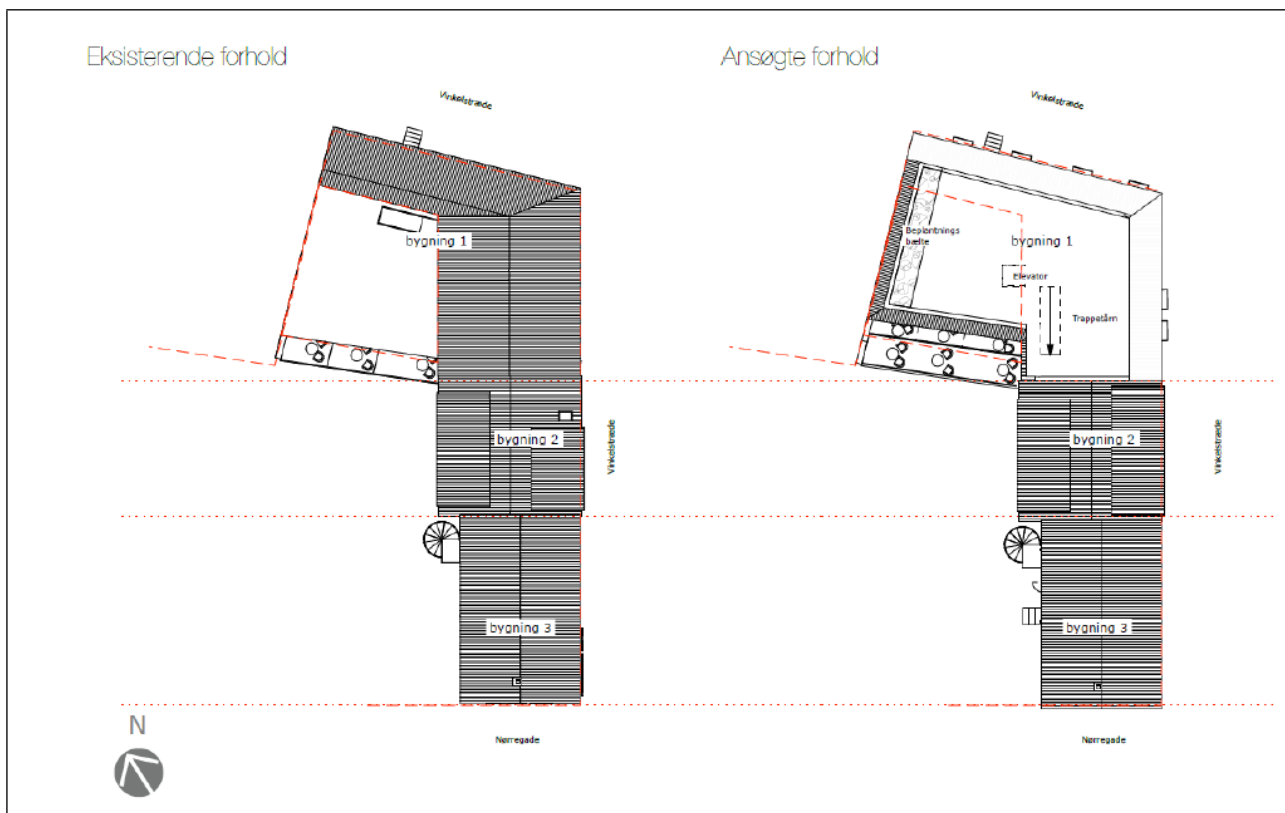 Eksisterende forhold
Vinkelstræde
bygning 1
bygning 2
Vinkelstræde
bygning 3
Nørregade
N
Ansøgte forhold
Vinkelstræde
Beplantnings
bælte
bygning 1
Elevator
Trappetårn
bygning 2
Vinkelstræde
bygning 3
Nørregade